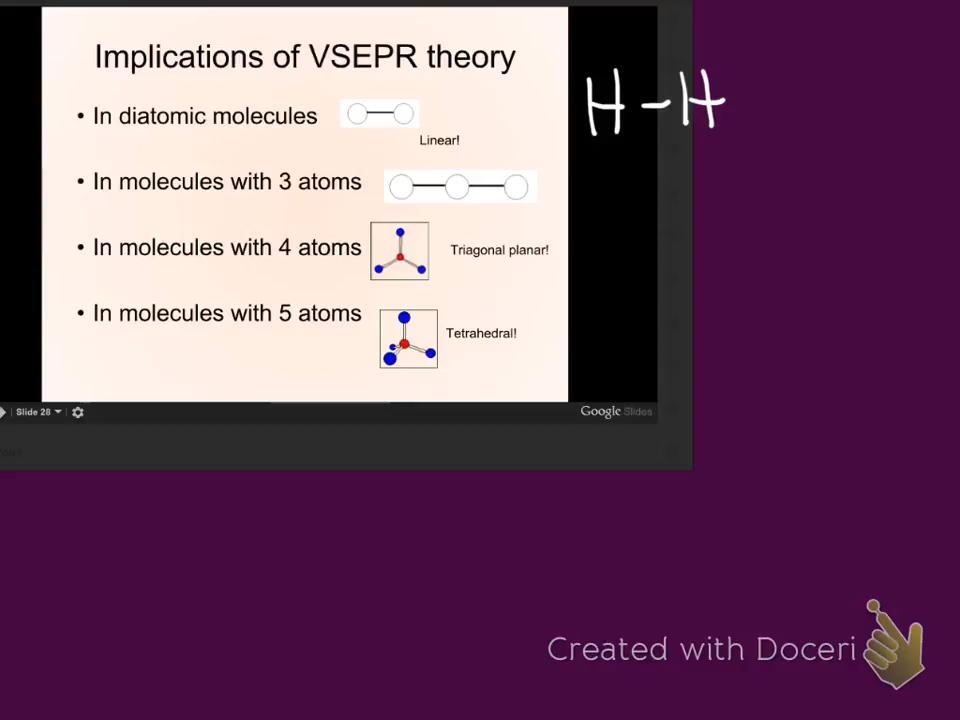 Implications of VSEPR theory
• In diatomic molecules
Linear!
H-H
• In molecules with 3 atoms
• In molecules with 4 atoms
Triagonal planar!
• In molecules with 5 atoms
Tetrahedral!
Slide 28
Google Slides
Created with Doceri